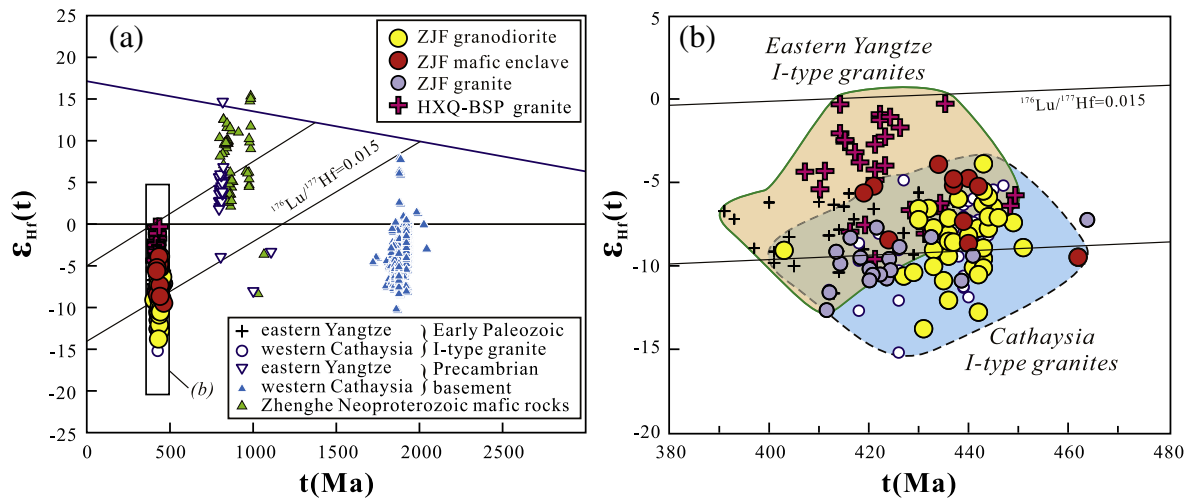 25
20
15
10
5
0
-5
-10
-15
-20
-25
εHf(t)
(a)
ZJF granodiorite
ZJF mafic enclave
ZJF granite
HXQ-BSP granite
¹⁷⁶Lu/¹⁷⁷Hf=0.015
(b)
eastern Yangtze } Early Paleozoic
western Cathaysia } I-type granite
eastern Yangtze } Precambrian
western Cathaysia } basement
Zhenghe Neoproterozoic mafic rocks
0 500 1000 1500 2000 2500 3000
t(Ma)
5
0
-5
-10
-15
-20
εHf(t)
(b)
Eastern Yangtze
I-type granites
¹⁷⁶Lu/¹⁷⁷Hf=0.015
Cathaysia
I-type granites
380 400 420 440 460 480
t(Ma)